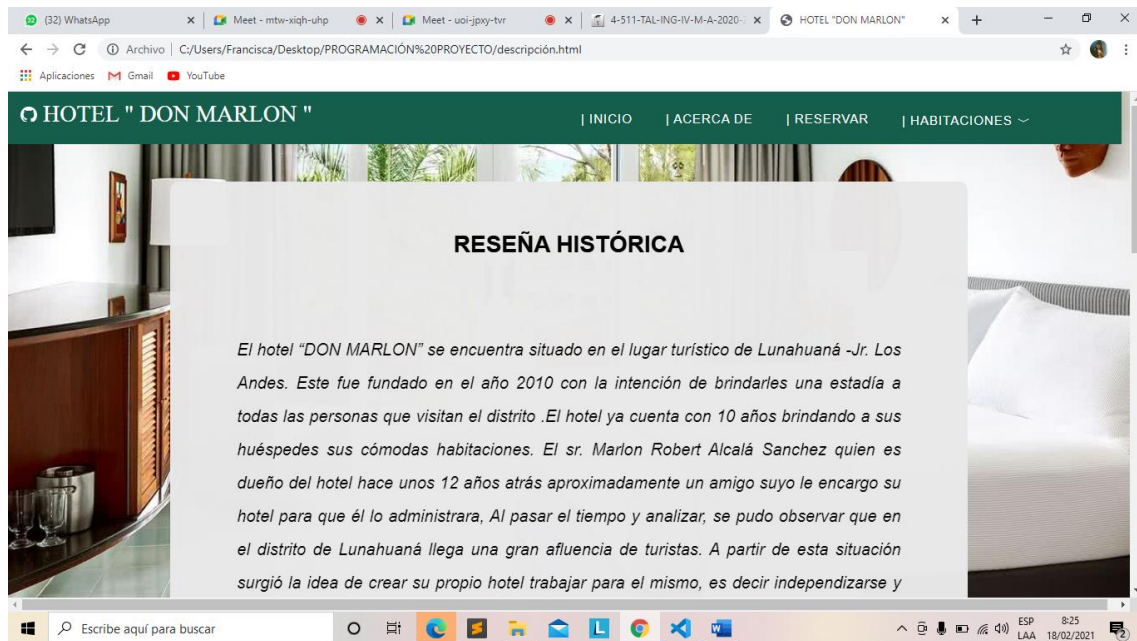 (32) WhatsApp
Meet - mtw-xiqh-uhp
Meet - uoi-jpxy-tvr
4-511-TAL-ING-IV-M-A-2020-
HOTEL "DON MARLON"
Archivo | C:/Users/Francisca/Desktop/PROGRAMACIÓN%20PROYECTO/descripción.html
Aplicaciones Gmail YouTube
HOTEL " DON MARLON " | INICIO | ACERCA DE | RESERVAR | HABITACIONES
RESEÑA HISTÓRICA
El hotel “DON MARLON” se encuentra situado en el lugar turístico de Lunahuaná -Jr. Los
Andes. Este fue fundado en el año 2010 con la intención de brindarles una estadía a
todas las personas que visitan el distrito .El hotel ya cuenta con 10 años brindando a sus
huéspedes sus cómodas habitaciones. El sr. Marlon Robert Alcalá Sanchez quien es
dueño del hotel hace unos 12 años atrás aproximadamente un amigo suyo le encargo su
hotel para que él lo administrara, Al pasar el tiempo y analizar, se pudo observar que en
el distrito de Lunahuaná llega una gran afluencia de turistas. A partir de esta situación
surgió la idea de crear su propio hotel trabajar para el mismo, es decir independizarse y
Escribe aquí para buscar
ESP
LAA
8:25
18/02/2021